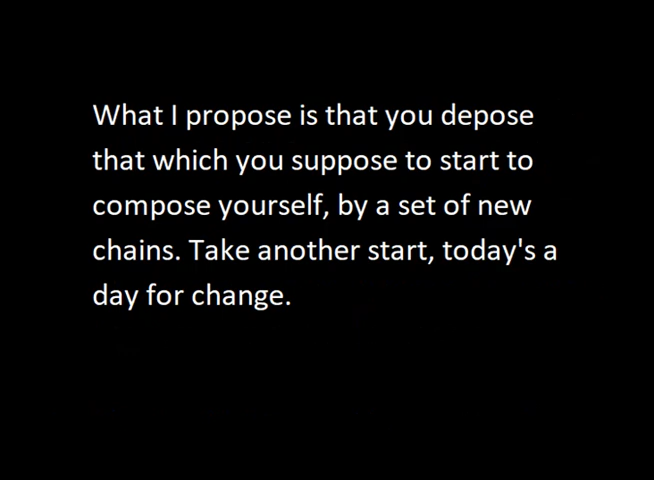 What I propose is that you depose
that which you suppose to start to
compose yourself, by a set of new
chains. Take another start, today's a
day for change.